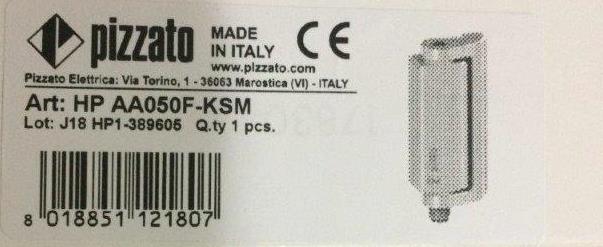 pizzato
MADE
IN ITALY
www.pizzato.com
CE
Pizzato Elettrica: Via Torino, 1 - 36063 Marostica (VI) - ITALY
Art: HP AA050F-KSM
Lot: J18 HP1-389605 Q.ty 1 pcs.
8 018851 121807